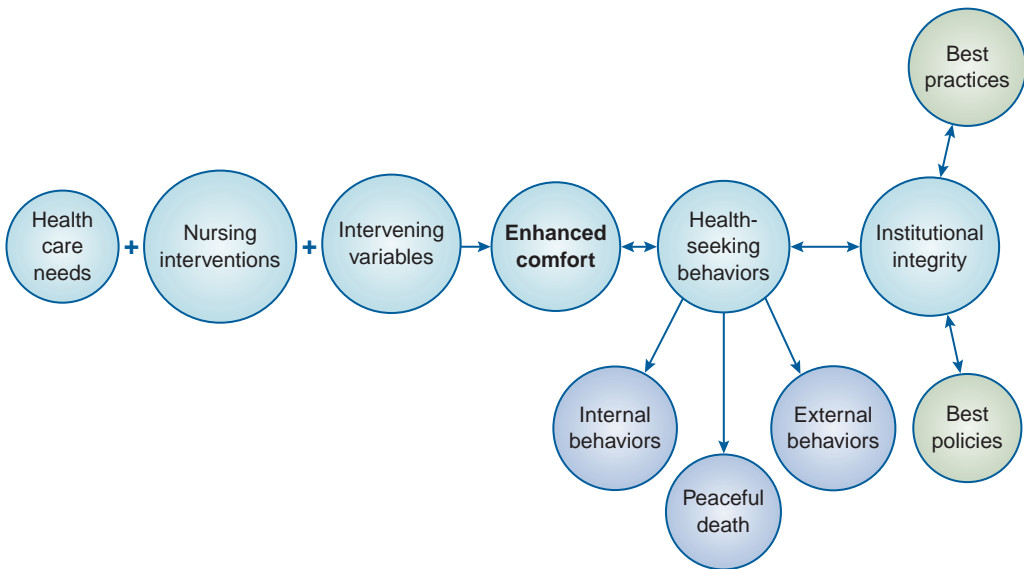 Best
practices
Health
care
needs
+
Nursing
interventions
+
Intervening
variables
Enhanced
comfort
Health-
seeking
behaviors
Institutional
integrity
Internal
behaviors
Peaceful
death
External
behaviors
Best
policies